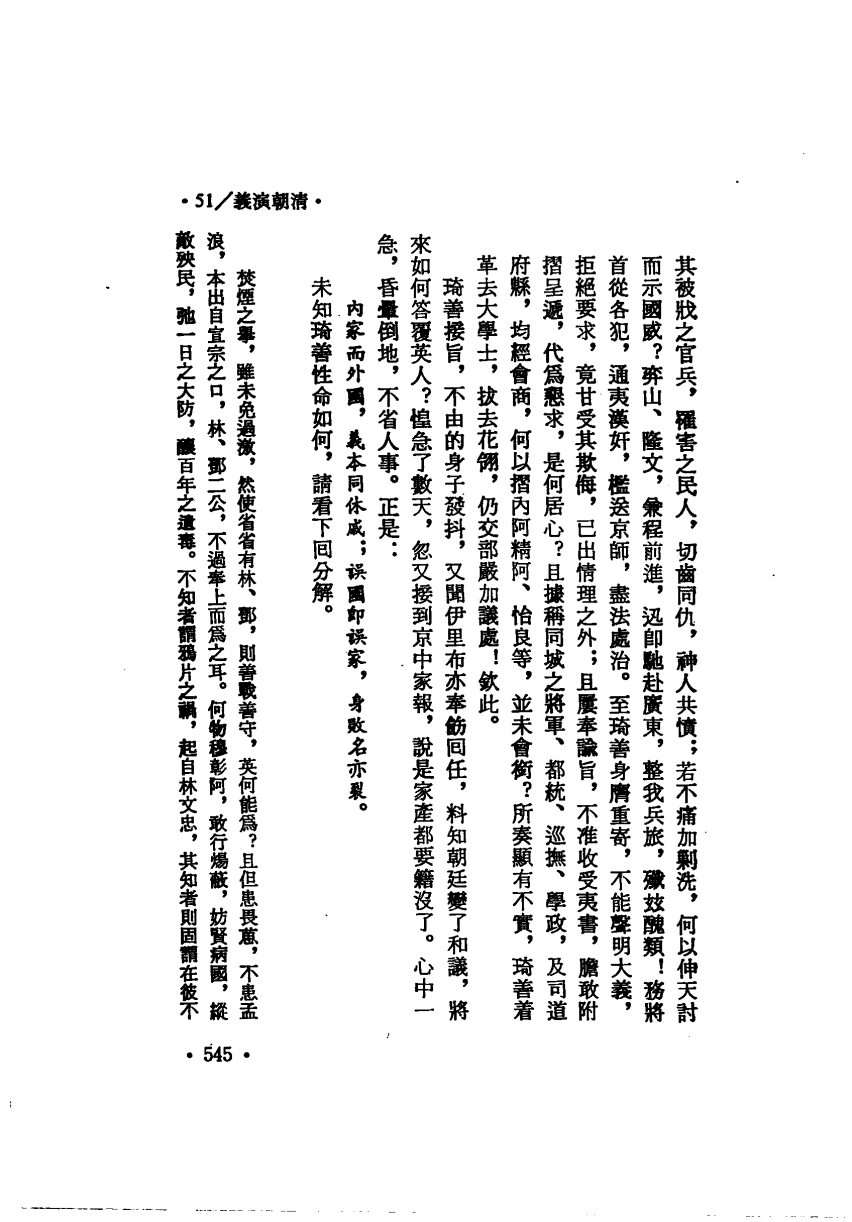 其被戕之官兵，罹害之民人，切齒同仇，神人共憤；若不痛加剿洗，何以伸天討
而示國威？奕山、隆文，兼程前進，迅即馳赴廣東，整我兵旅，殲玆醜類！務將
首從各犯，通夷漢奸，檻送京師，盡法處治。至琦善身膺重寄，不能聲明大義，
拒絕要求，竟甘受其欺侮，已出情理之外；且屢奉諭旨，不准收受夷書，膽敢附
摺呈遞，代爲懇求，是何居心？且據稱同城之將軍、都統、巡撫、學政，及司道
府縣，均經會商，何以摺內阿精阿、怡良等，並未會銜？所奏顯有不實，琦善着
革去大學士，拔去花翎，仍交部嚴加議處！欽此。
琦善接旨，不由的身子發抖，又聞伊里布亦奉飭回任，料知朝廷變了和議，將
來如何答覆英人？惶急了數天，忽又接到京中家報，說是家產都要籍沒了。心中一
急，昏暈倒地，不省人事。正是：
內家而外國，義本同休戚；誤國即誤家，身敗名亦裂。
未知琦善性命如何，請看下回分解。
焚煙之舉，雖未免過激，然使省省有林、鄧，則善戰善守，英何能爲？且但患畏葸，不患孟
浪，本出自宣宗之口，林、鄧二公，不過奉上而爲之耳。何物穆彰阿，敢行煬蔽，妨賢病國，縱
敵殃民，弛一日之大防，釀百年之遺毒。不知者謂鴉片之禍，起自林文忠，其知者則固謂在彼不
•51／義演朝清•
•545•